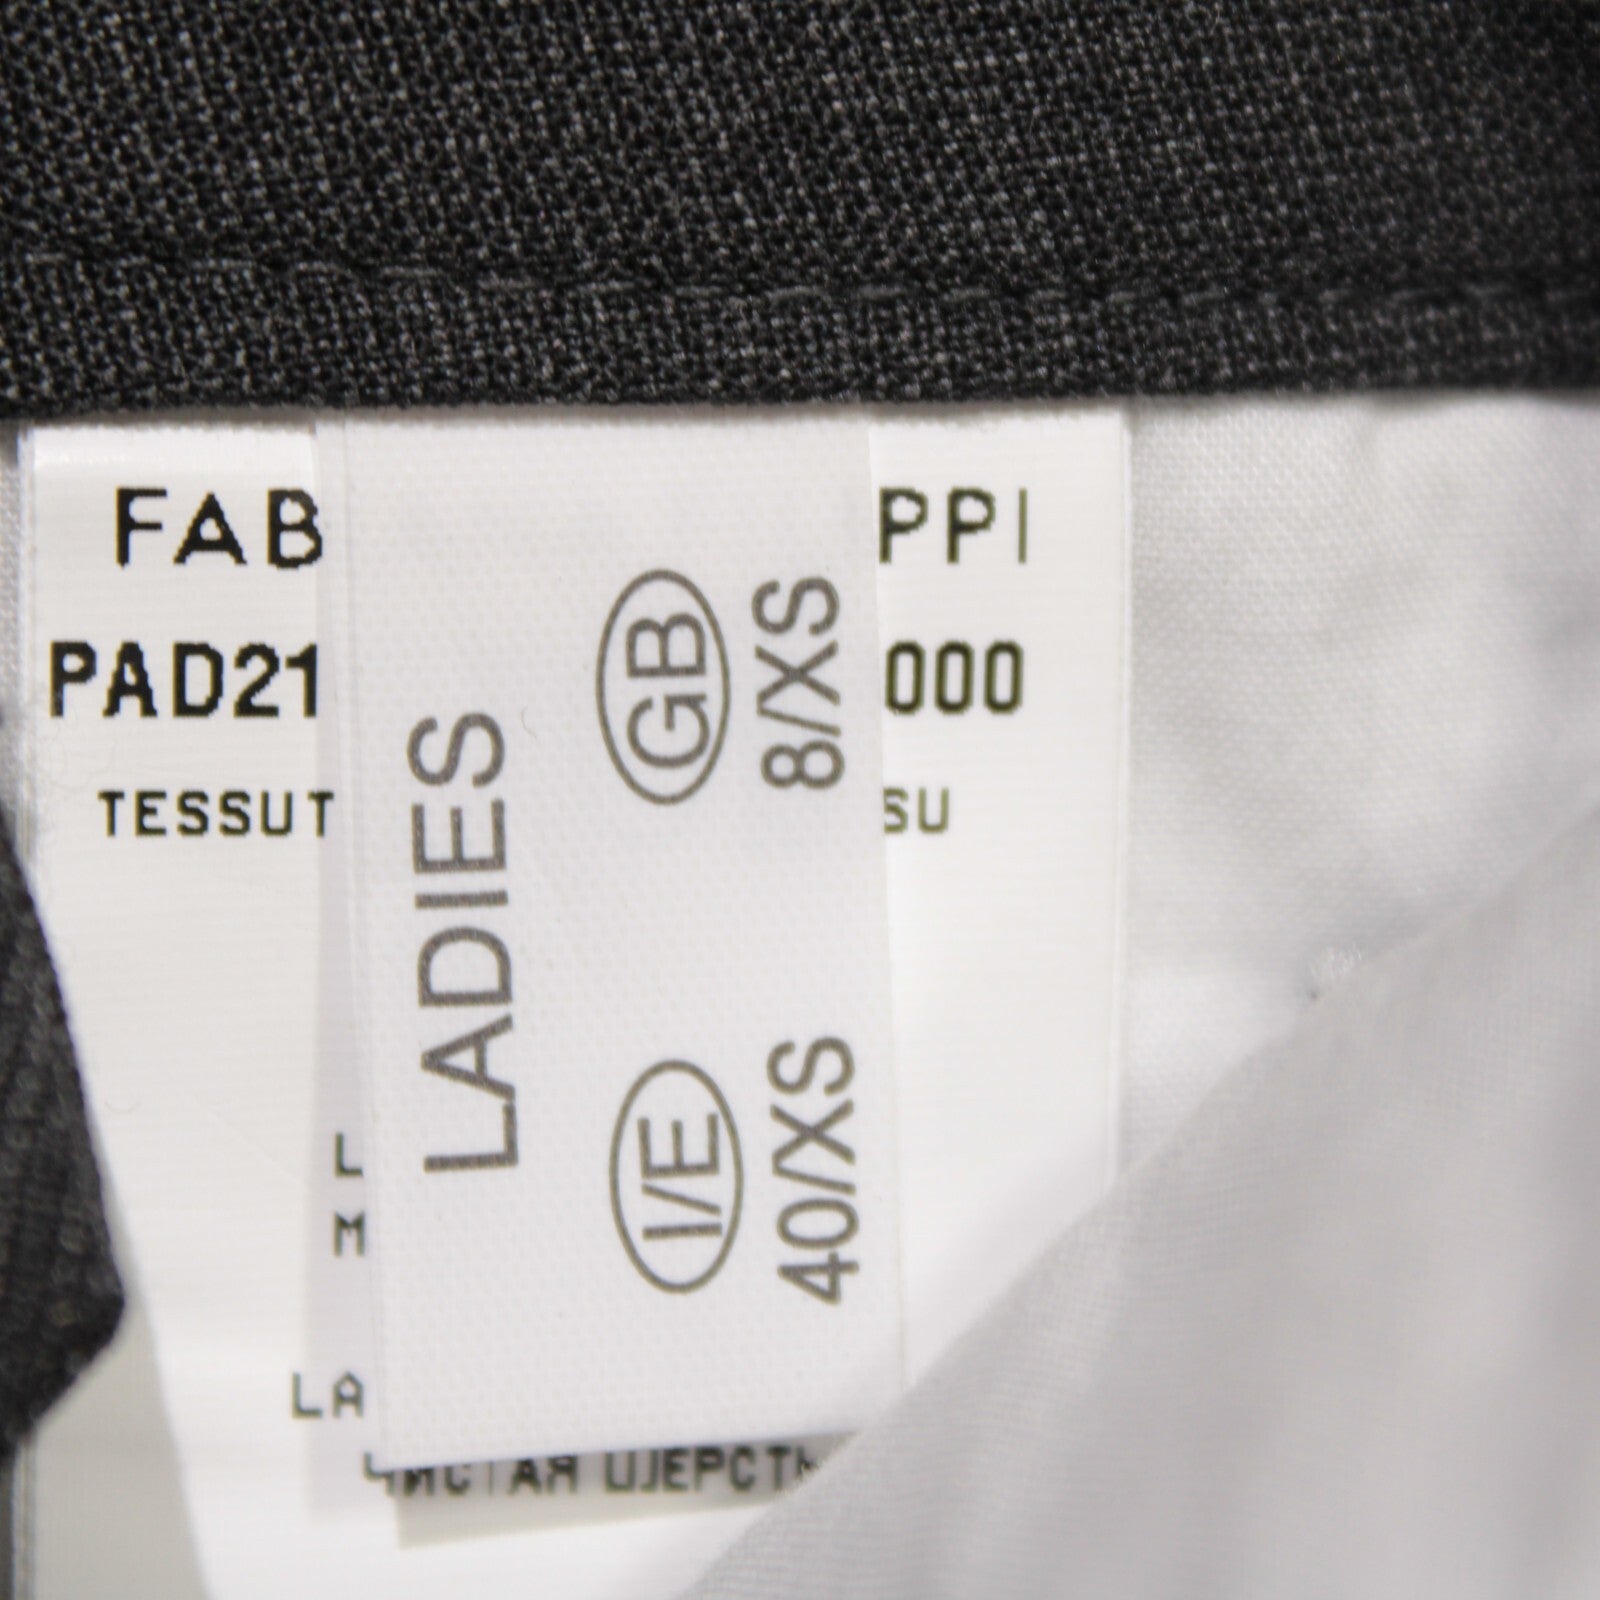 FAB PPI
PAD21 000
TESSUT SU
L
M
LA
ЧИСТАЯ ШЕРСТЬ
LADIES
GB
8/XS
I/E
40/XS